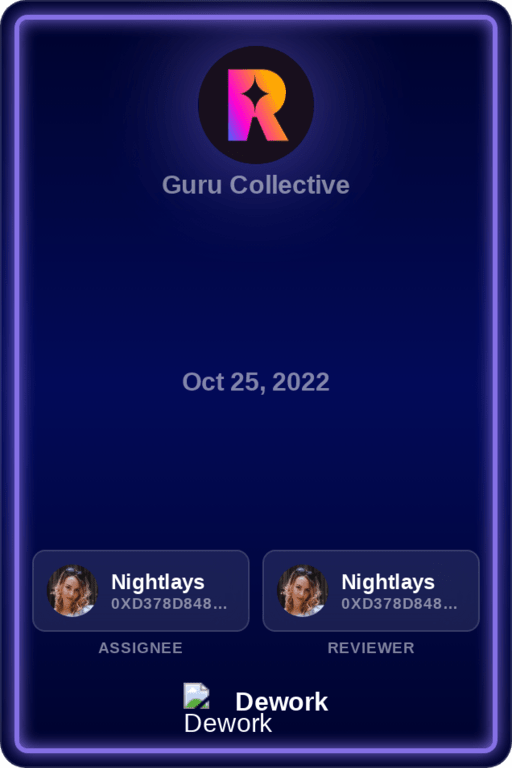 Guru Collective
Oct 25, 2022
Nightlays
0XD378D848...
Nightlays
0XD378D848...
ASSIGNEE
REVIEWER
Dework
Dework